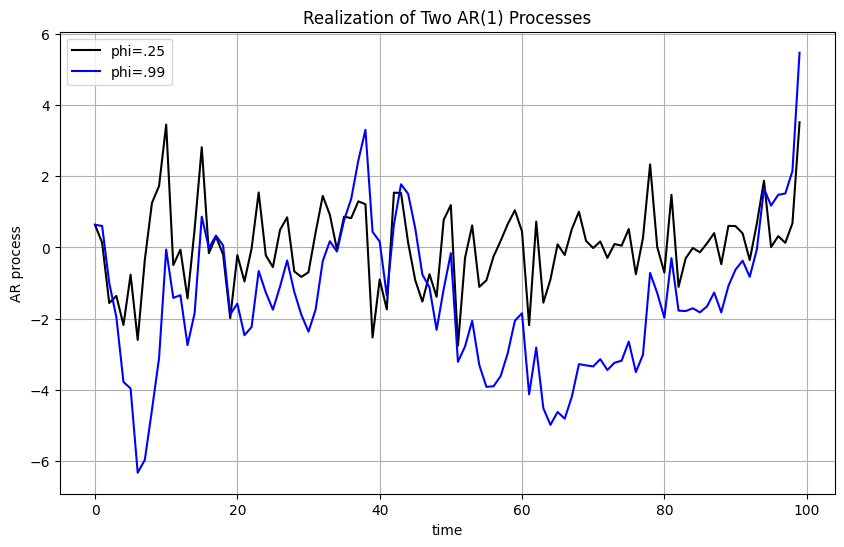 Realization of Two AR(1) Processes
phi=.25
phi=.99
6
4
2
0
−2
−4
−6
AR process
0 20 40 60 80 100
time